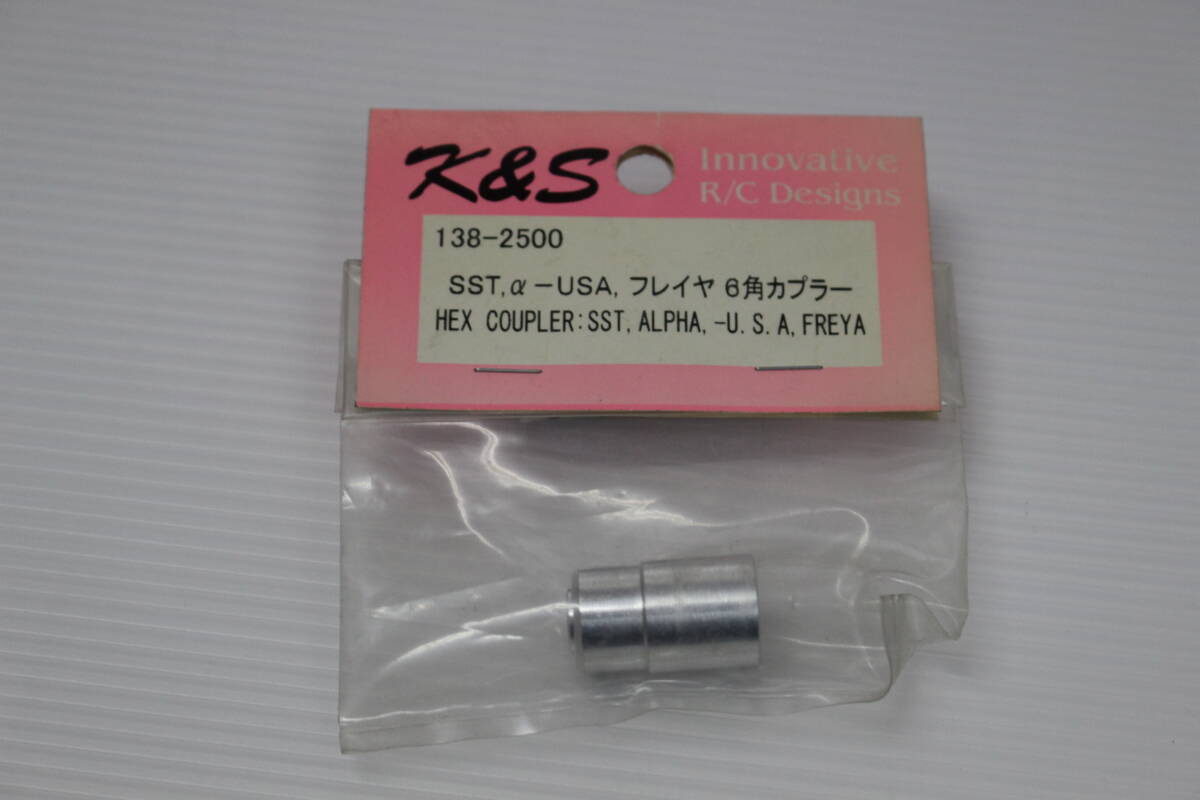 K&S
Innovative
R/C Designs
138-2500
SST,α-USA, フレイヤ 6角カプラー
HEX COUPLER:SST,ALPHA,-U.S.A,FREYA